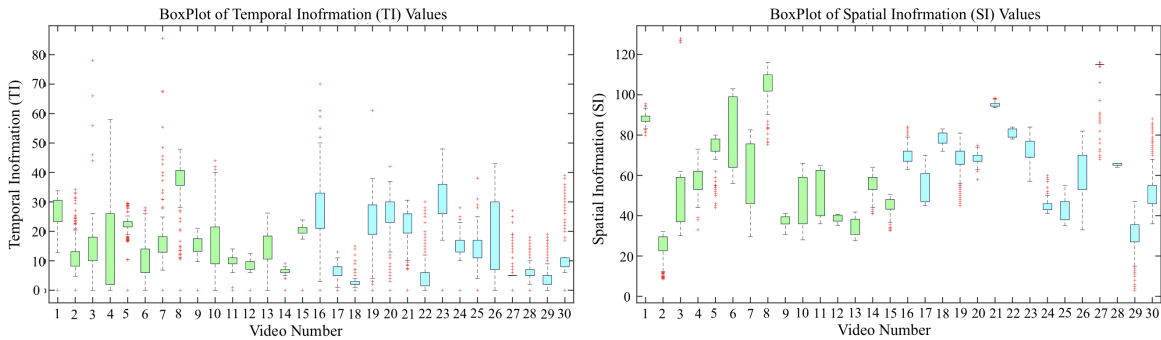 BoxPlot of Temporal Inofrmation (TI) Values
80
70
60
50
40
30
20
10
0
Temporal Inofrmation (TI)
1 2 3 4 5 6 7 8 9 10 11 12 13 14 15 16 17 18 19 20 21 22 23 24 25 26 27 28 29 30
Video Number
BoxPlot of Spatial Inofrmation (SI) Values
120
100
80
60
40
20
0
Spatial Inofrmation (SI)
1 2 3 4 5 6 7 8 9 10 11 12 13 14 15 16 17 18 19 20 21 22 23 24 25 26 27 28 29 30
Video Number